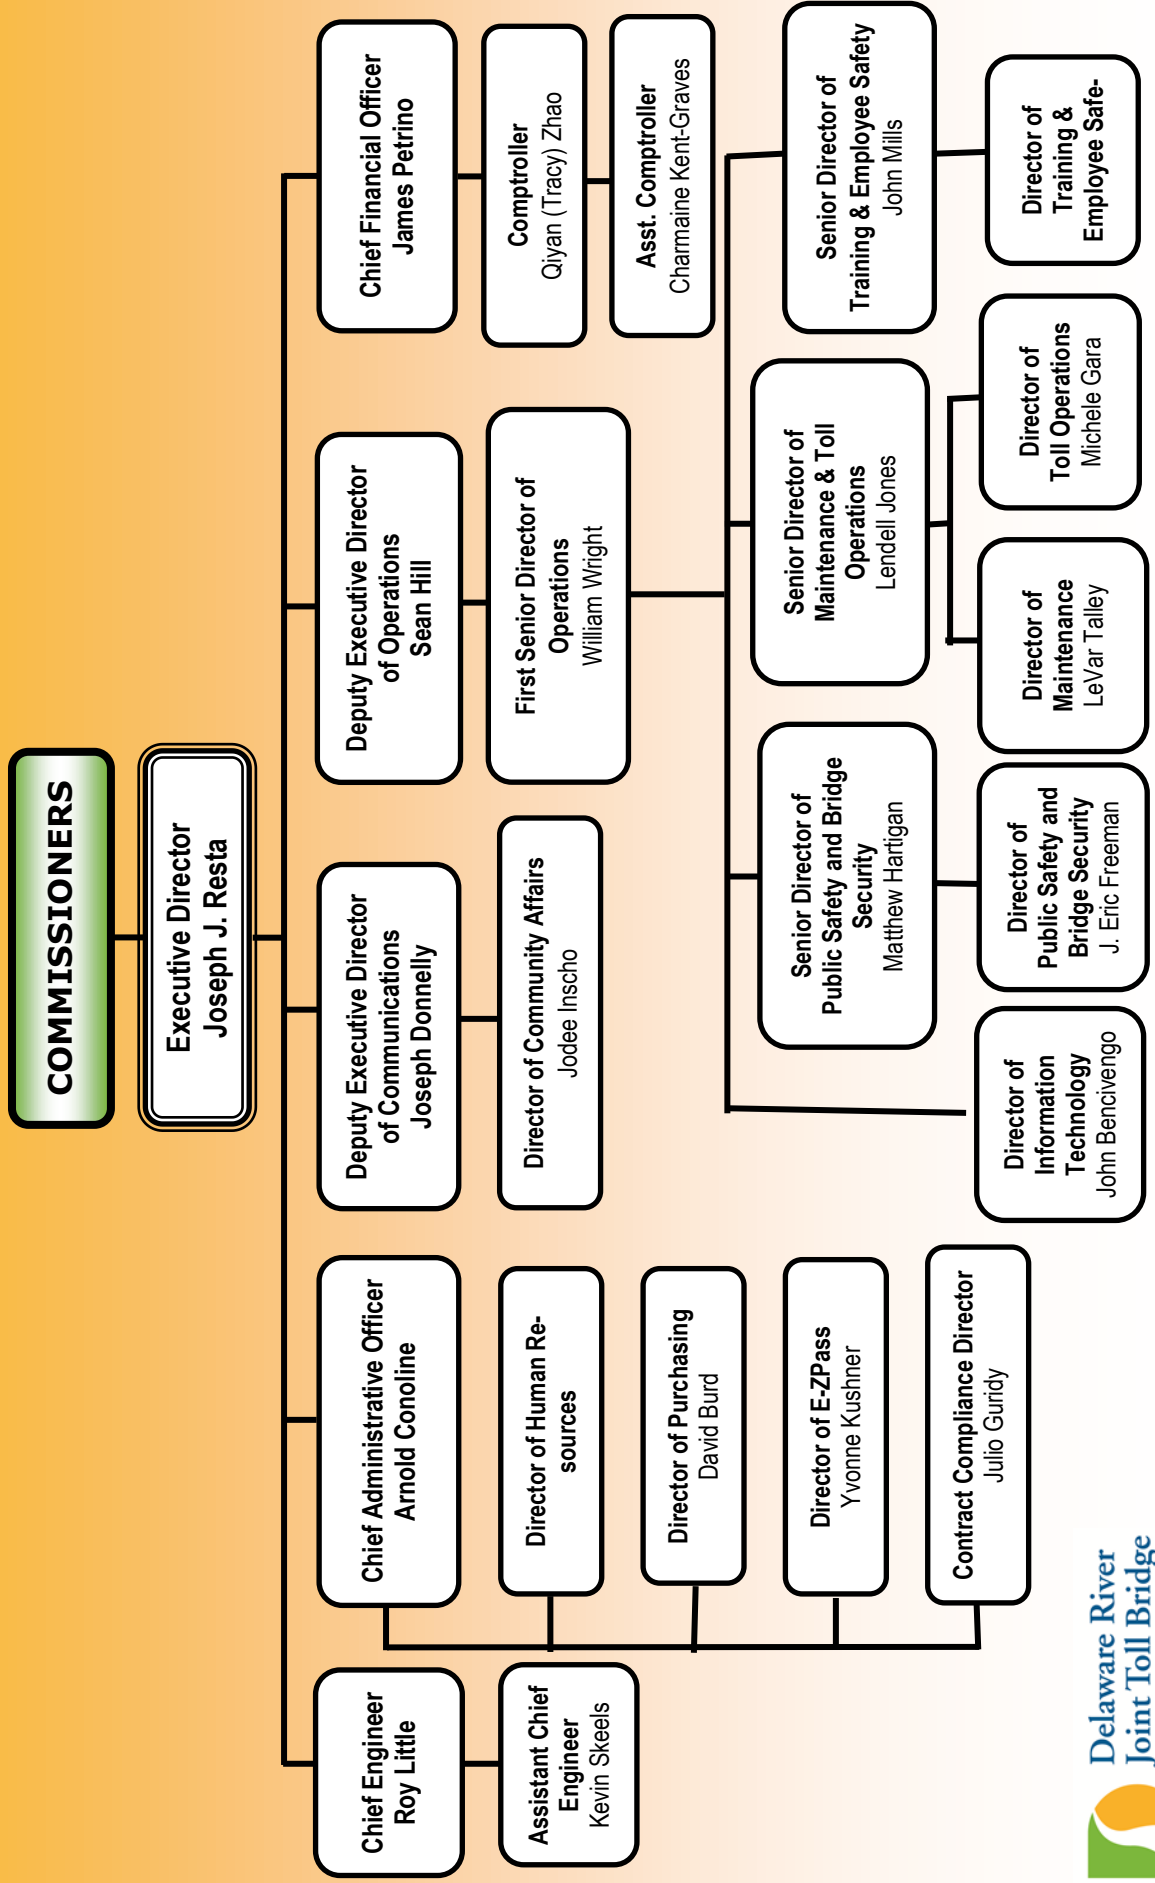 COMMISSIONERS
Executive Director
Joseph J. Resta
Chief Engineer
Roy Little
Assistant Chief
Engineer
Kevin Skeels
Chief Administrative Officer
Arnold Conoline
Director of Human Re-
sources
Director of Purchasing
David Burd
Director of E-ZPass
Yvonne Kushner
Contract Compliance Director
Julio Guridy
Deputy Executive Director
of Communications
Joseph Donnelly
Director of Community Affairs
Jodee Inscho
Deputy Executive Director
of Operations
Sean Hill
First Senior Director of
Operations
William Wright
Chief Financial Officer
James Petrino
Comptroller
Qiyan (Tracy) Zhao
Asst. Comptroller
Charmaine Kent-Graves
Director of
Information
Technology
John Bencivengo
Senior Director of
Public Safety and Bridge
Security
Matthew Hartigan
Director of
Public Safety and
Bridge Security
J. Eric Freeman
Senior Director of
Maintenance & Toll
Operations
Lendell Jones
Director of
Maintenance
LeVar Talley
Director of
Toll Operations
Michele Gara
Senior Director of
Training & Employee Safety
John Mills
Director of
Training &
Employee Safe-
Delaware River
Joint Toll Bridge